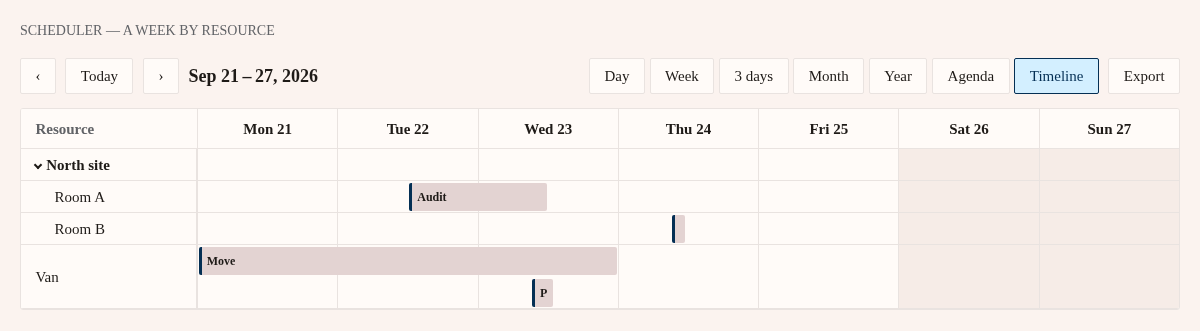 SCHEDULER — A WEEK BY RESOURCE
‹ Today › Sep 21 – 27, 2026 Day Week 3 days Month Year Agenda Timeline Export
Resource Mon 21 Tue 22 Wed 23 Thu 24 Fri 25 Sat 26 Sun 27
North site
Room A Audit
Room B
Move
Van
P